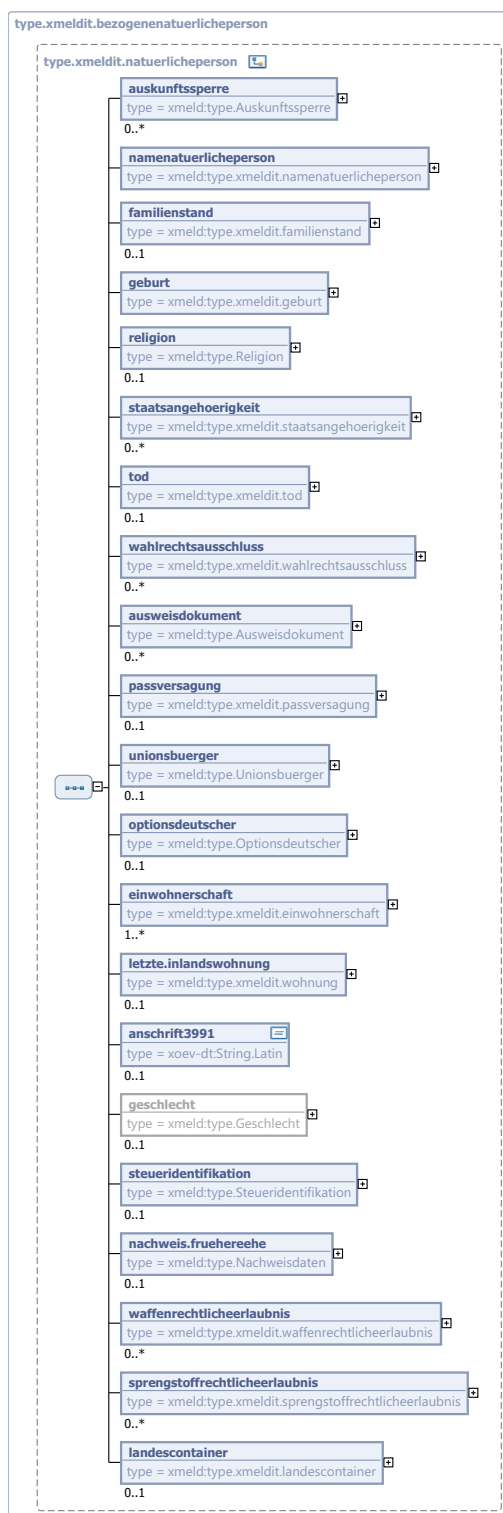 type.xmeldit.bezogenenatuerlicheperson
type.xmeldit.natuerlicheperson
auskunftssperre
type = xmeld:type.Auskunftssperre
0..*
namenatuerlicheperson
type = xmeld:type.xmeldit.namenatuerlicheperson
familienstand
type = xmeld:type.xmeldit.familienstand
0..1
geburt
type = xmeld:type.xmeldit.geburt
religion
type = xmeld:type.Religion
0..1
staatsangehoerigkeit
type = xmeld:type.xmeldit.staatsangehoerigkeit
0..*
tod
type = xmeld:type.xmeldit.tod
0..1
wahlrechtsausschluss
type = xmeld:type.xmeldit.wahlrechtsausschluss
0..*
ausweisdokument
type = xmeld:type.Ausweisdokument
0..*
passversagung
type = xmeld:type.xmeldit.passversagung
0..1
unionsbuerger
type = xmeld:type.Unionsbuerger
0..1
optionsdeutscher
type = xmeld:type.Optionsdeutscher
0..1
einwohnerschaft
type = xmeld:type.xmeldit.einwohnerschaft
1..*
letzte.inlandswohnung
type = xmeld:type.xmeldit.wohnung
0..1
anschrift3991
type = xoev-dt:String.Latin
0..1
geschlecht
type = xmeld:type.Geschlecht
0..1
steueridentifikation
type = xmeld:type.Steueridentifikation
0..1
nachweis.fruehereehe
type = xmeld:type.Nachweisdaten
0..1
waffenrechtlicheerlaubnis
type = xmeld:type.xmeldit.waffenrechtlicheerlaubnis
0..*
sprengstoffrechtlicheerlaubnis
type = xmeld:type.xmeldit.sprengstoffrechtlicheerlaubnis
0..*
landescontainer
type = xmeld:type.xmeldit.landescontainer
0..1